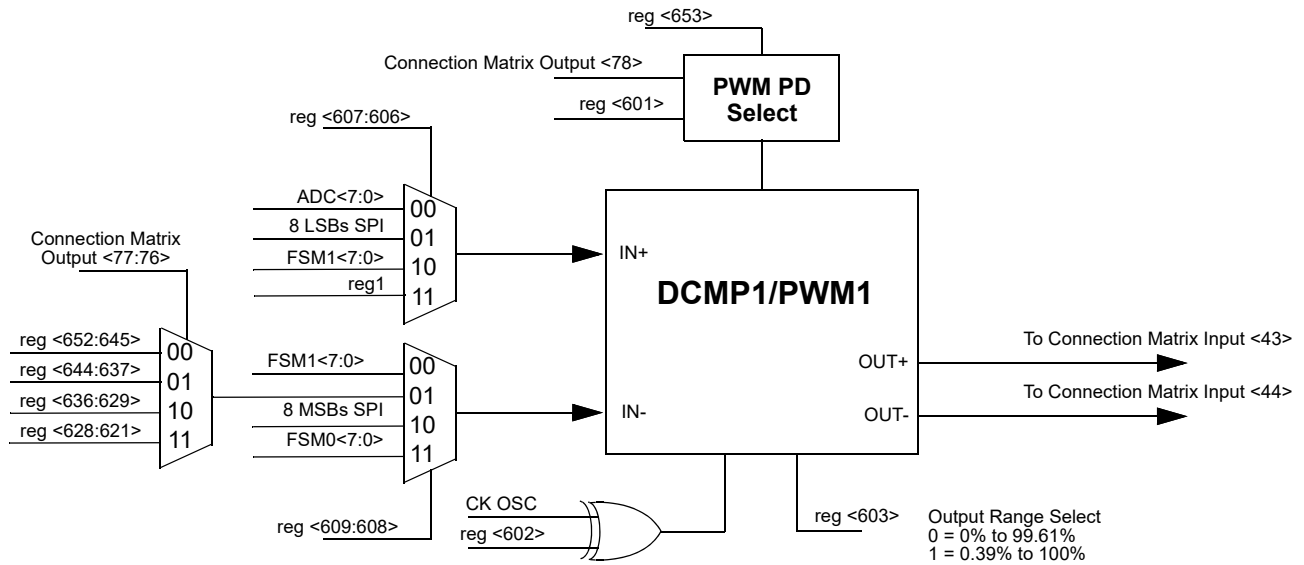 reg <653>
Connection Matrix Output <78>
reg <601>
PWM PD
Select
reg <607:606>
ADC<7:0>
8 LSBs SPI
FSM1<7:0>
reg1
00
01
10
11
Connection Matrix
Output <77:76>
reg <652:645>
reg <644:637>
reg <636:629>
reg <628:621>
00
01
10
11
FSM1<7:0>
8 MSBs SPI
FSM0<7:0>
00
01
10
11
reg <609:608>
IN+
DCMP1/PWM1
IN-
OUT+
OUT-
To Connection Matrix Input <43>
To Connection Matrix Input <44>
CK OSC
reg <602>
reg <603>
Output Range Select
0 = 0% to 99.61%
1 = 0.39% to 100%